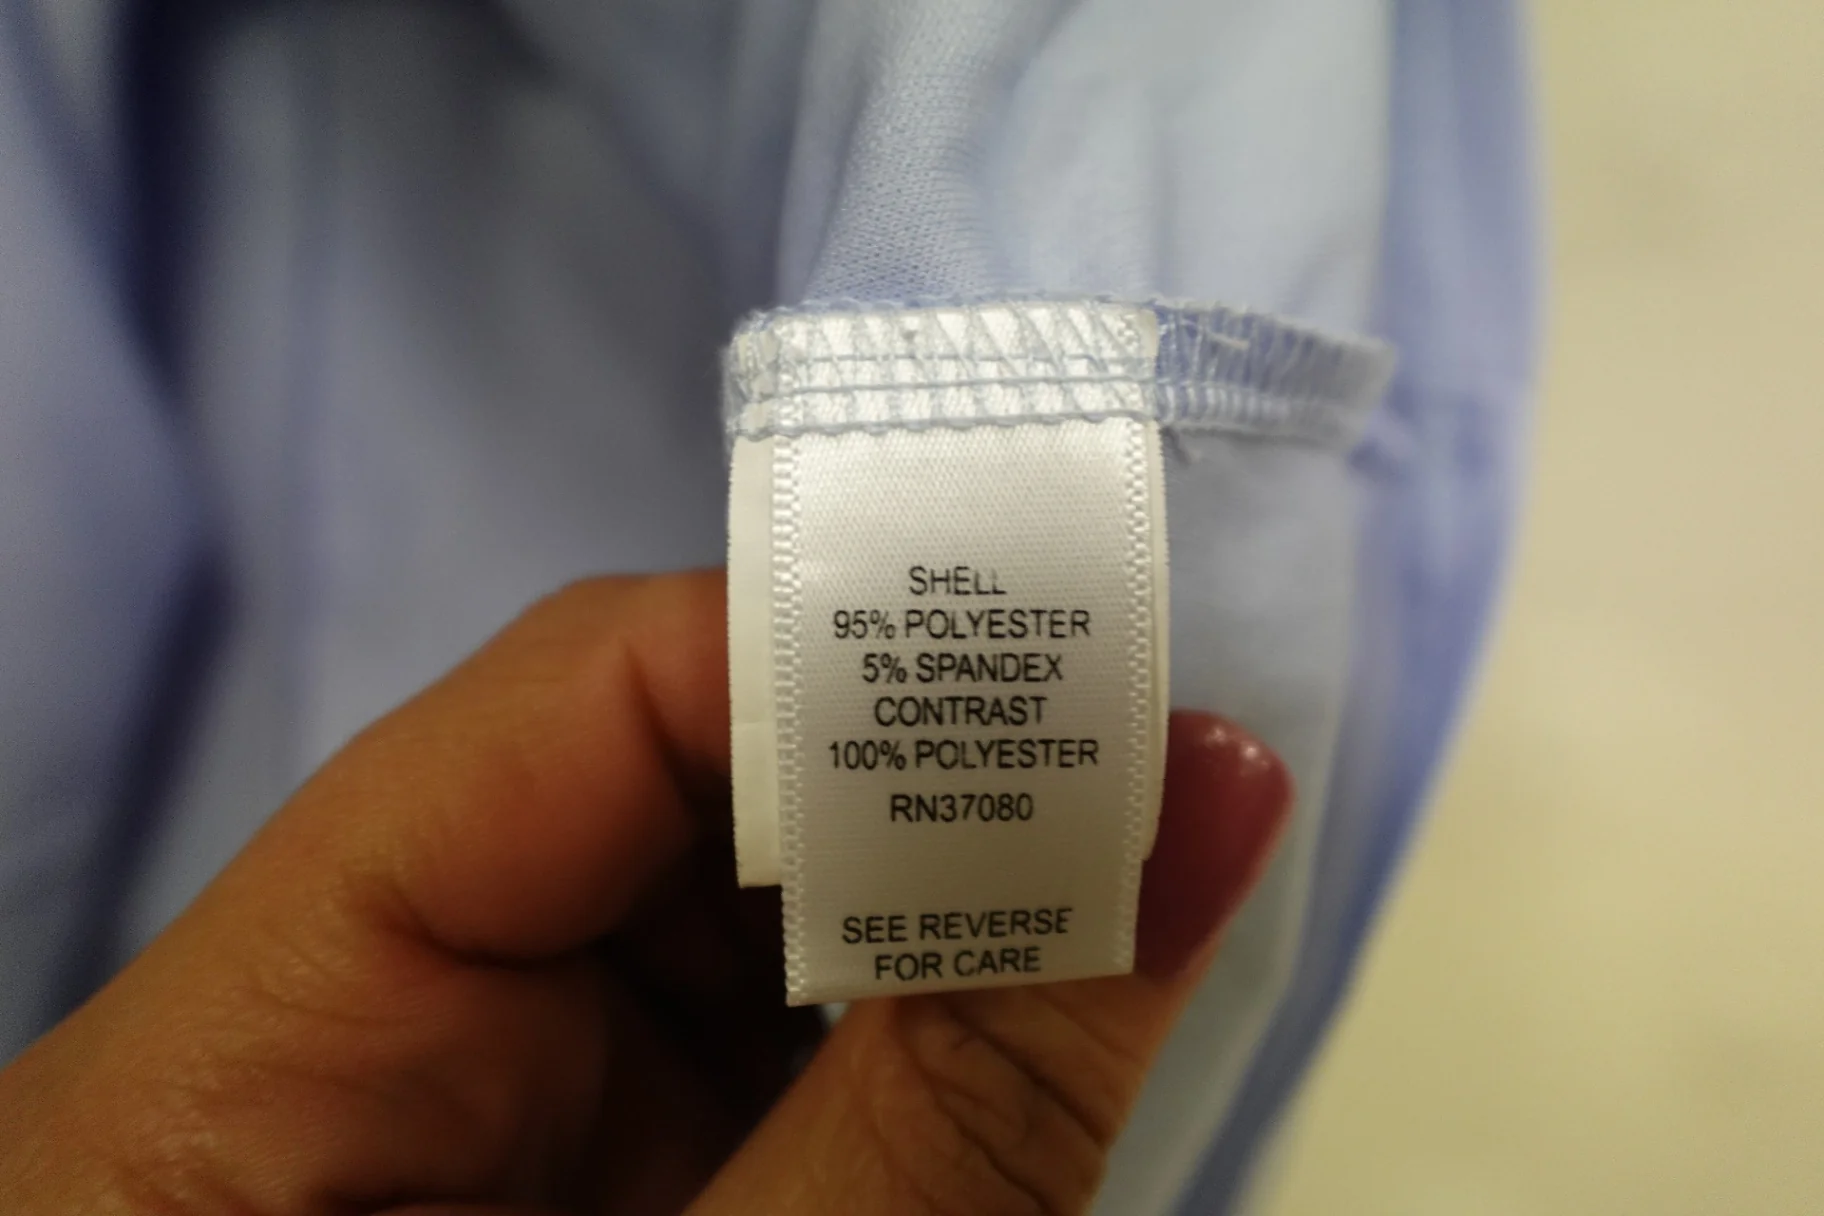 SHELL
95% POLYESTER
5% SPANDEX
CONTRAST
100% POLYESTER
RN37080
SEE REVERSE
FOR CARE